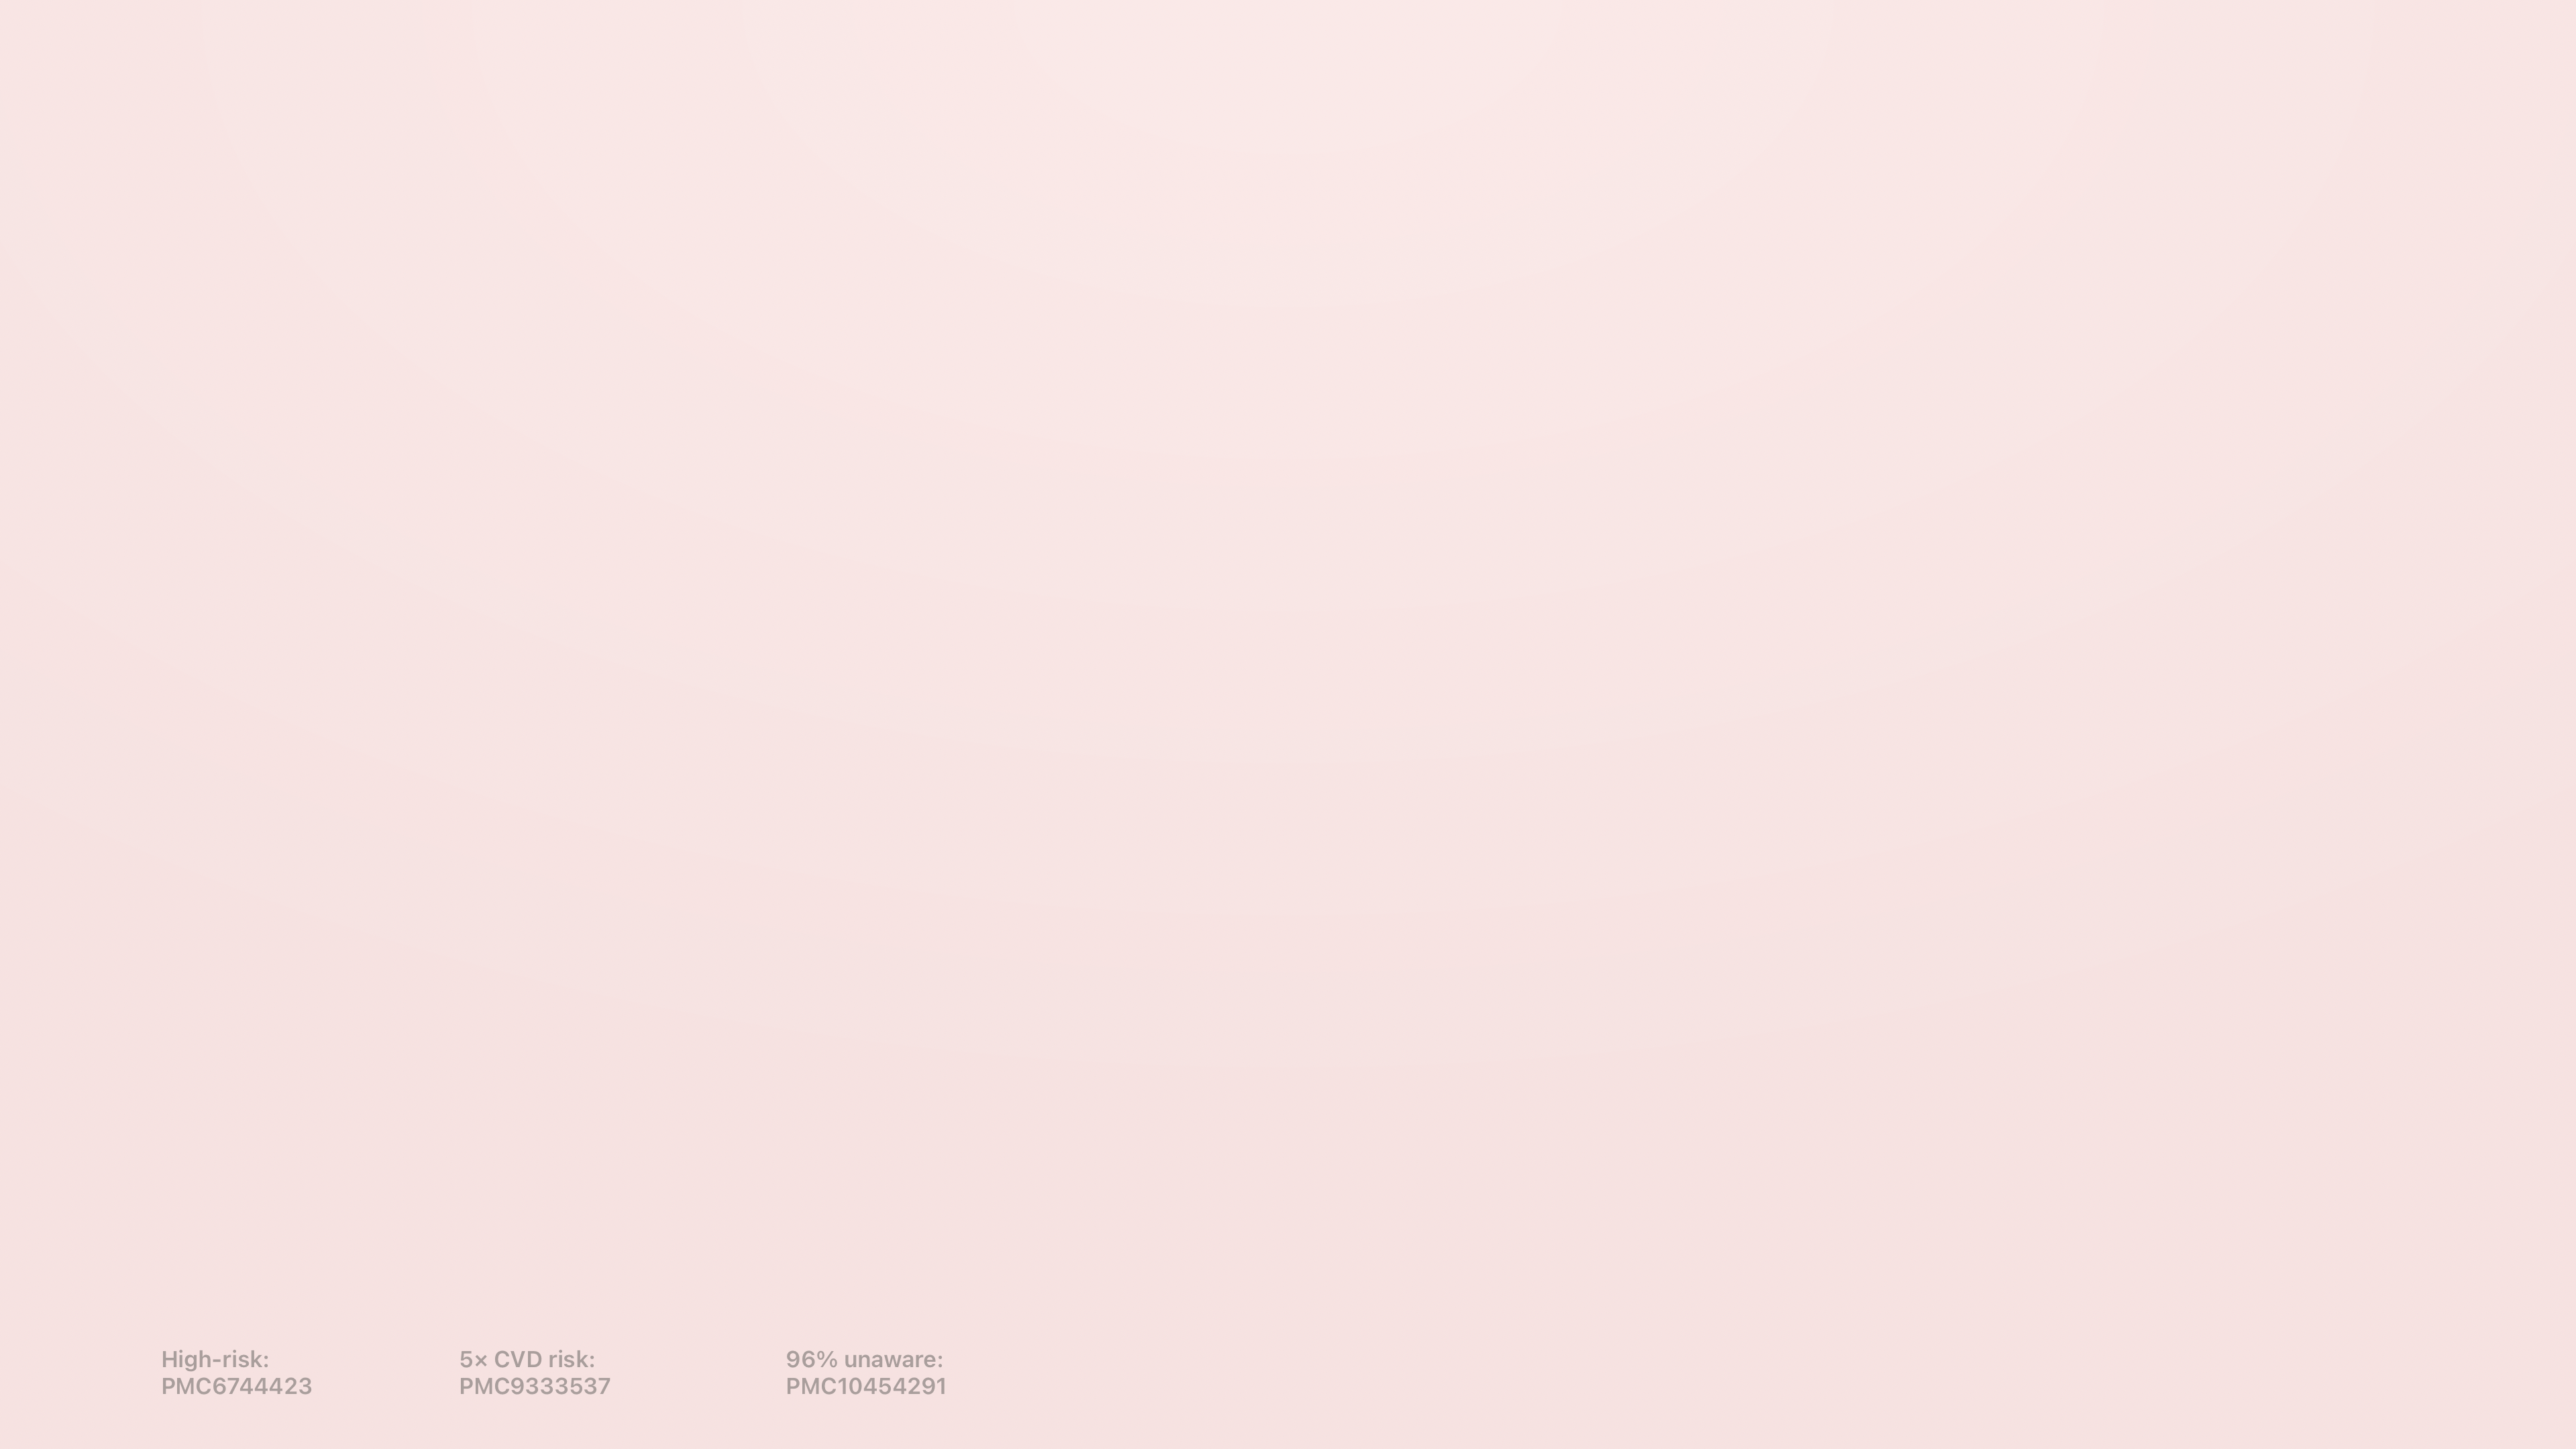 High-risk:
PMC6744423
5× CVD risk:
PMC9333537
96% unaware:
PMC10454291